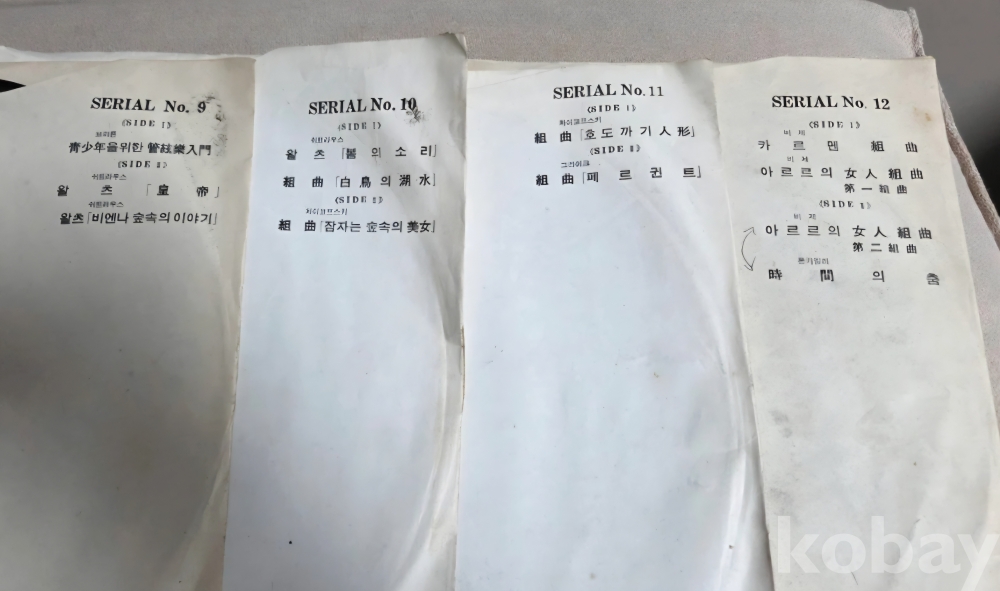 SERIAL No. 9
《SIDE I》
브리튼
靑少年을위한 管絃樂入門
《SIDE II》
쉬트라우스
왈츠 「皇帝」
쉬트라우스
왈츠「비엔나 숲속의이야기」
SERIAL No. 10
《SIDE I》
쉬트라우스
왈츠「봄의소리」
組曲「白鳥의湖水」
《SIDE II》
차이코프스키
組曲「잠자는 숲속의美女」
SERIAL No. 11
《SIDE I》
차이코프스키
組曲「호도까기人形」
《SIDE II》
그리이크
組曲「페르귄트」
SERIAL No. 12
《SIDE I》
비제
카르멘組曲
비제
아르르의女人組曲
第一組曲
《SIDE II》
비제
아르르의女人組曲
第二組曲
폰키엘리
時間의춤
kobay